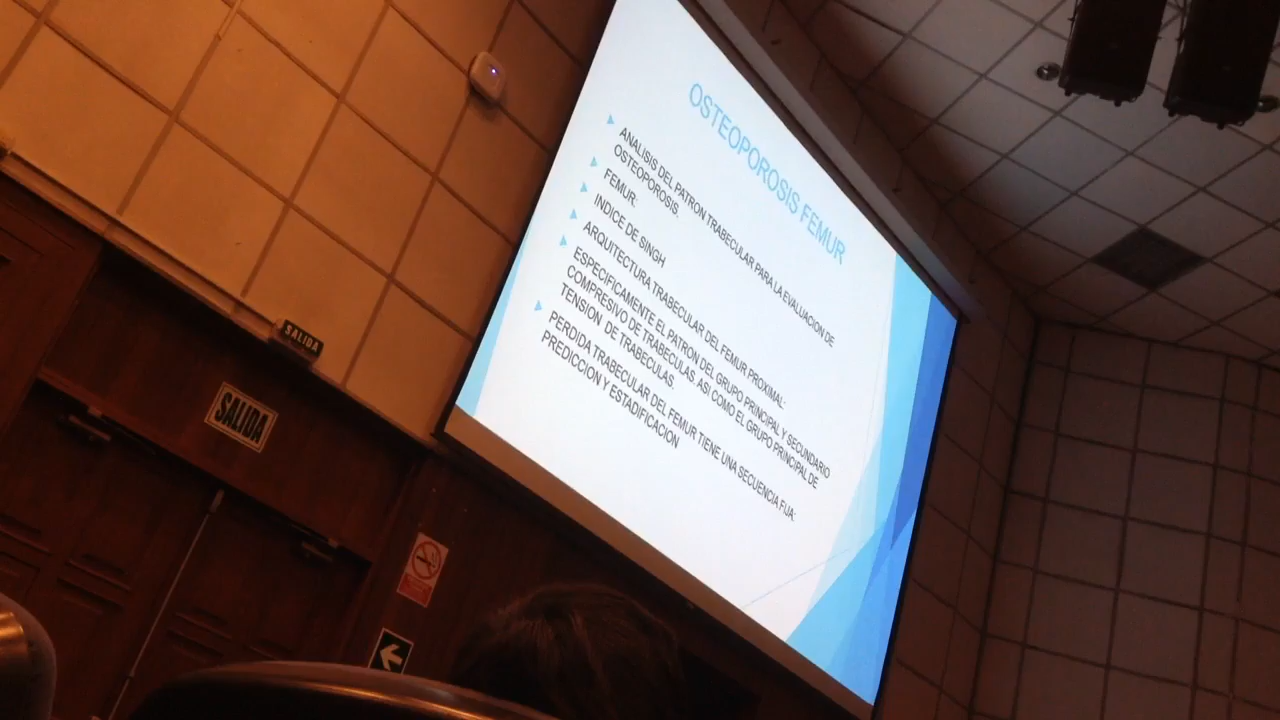 OSTEOPOROSIS FEMUR
ANALISIS DEL PATRON TRABECULAR PARA LA EVALUACION DE
OSTEOPOROSIS.
FEMUR:
INDICE DE SINGH
ARQUITECTURA TRABECULAR DEL FEMUR PROXIMAL:
ESPECIFICAMENTE EL PATRON DEL GRUPO PRINCIPAL Y SECUNDARIO
COMPRESIVO DE TRABECULAS. ASI COMO EL GRUPO PRINCIPAL DE
TENSION DE TRABECULAS.
PERDIDA TRABECULAR DEL FEMUR TIENE UNA SECUENCIA FIJA:
PREDICCION Y ESTADIFICACION
SALIDA
SALIDA